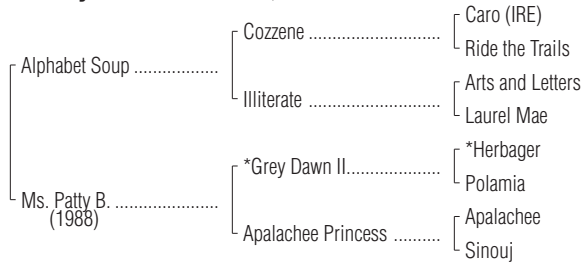 Caro (IRE)
Cozzene ..........................
Ride the Trails
Alphabet Soup .................
Arts and Letters
Illiterate ..........................
Laurel Mae
*Herbager
*Grey Dawn II...................
Polamia
Ms. Patty B. ....................
(1988)
Apalachee
Apalachee Princess ..........
Sinouj